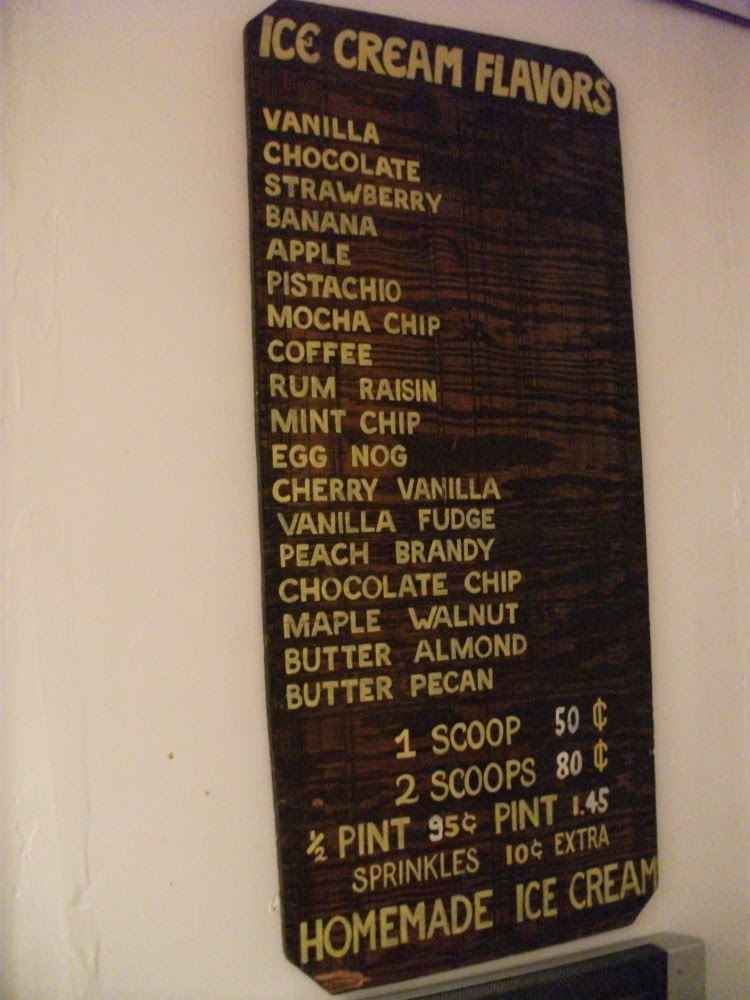 ICE CREAM FLAVORS
VANILLA
CHOCOLATE
STRAWBERRY
BANANA
APPLE
PISTACHIO
MOCHA CHIP
COFFEE
RUM RAISIN
MINT CHIP
EGG NOG
CHERRY VANILLA
VANILLA FUDGE
PEACH BRANDY
CHOCOLATE CHIP
MAPLE WALNUT
BUTTER ALMOND
BUTTER PECAN
1 SCOOP 50 ¢
2 SCOOPS 80 ¢
½ PINT 95¢ PINT 1.45
SPRINKLES 10¢ EXTRA
HOMEMADE ICE CREAM